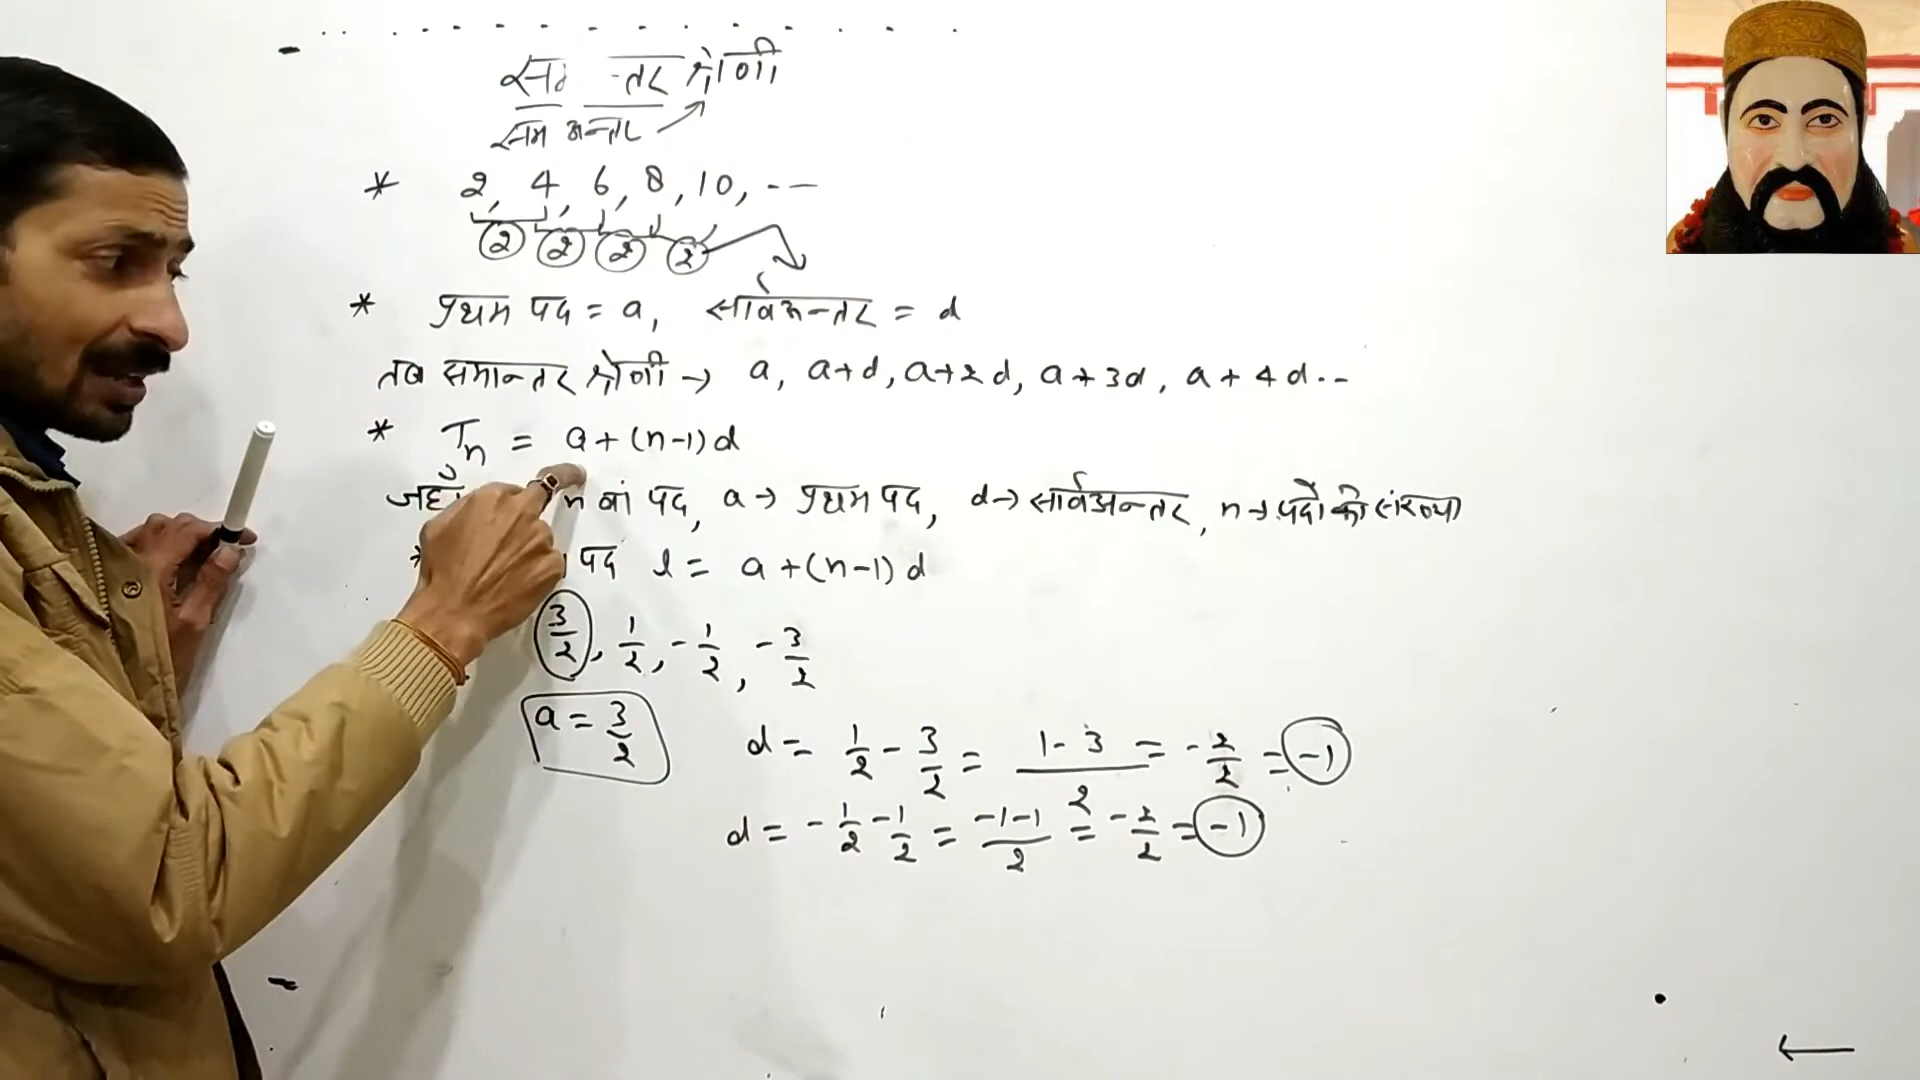 समान्तर श्रेणी
सम अन्तर
* 2, 4, 6, 8, 10, --
2 2 2 2
* प्रथम पद = a, सार्वअन्तर = d
तब समान्तर श्रेणी → a, a+d, a+2d, a+3d, a+4d..
* Tn = a+(n-1)d
जहाँ n वां पद, a → प्रथम पद, d → सार्वअन्तर, n → पदों की संख्या
* पद l = a+(n-1)d
3/2, 1/2, -1/2, -3/2
a = 3/2
d = 1/2 - 3/2 = (1-3)/2 = -2/2 = -1
d = -1/2 - 1/2 = (-1-1)/2 = -2/2 = -1